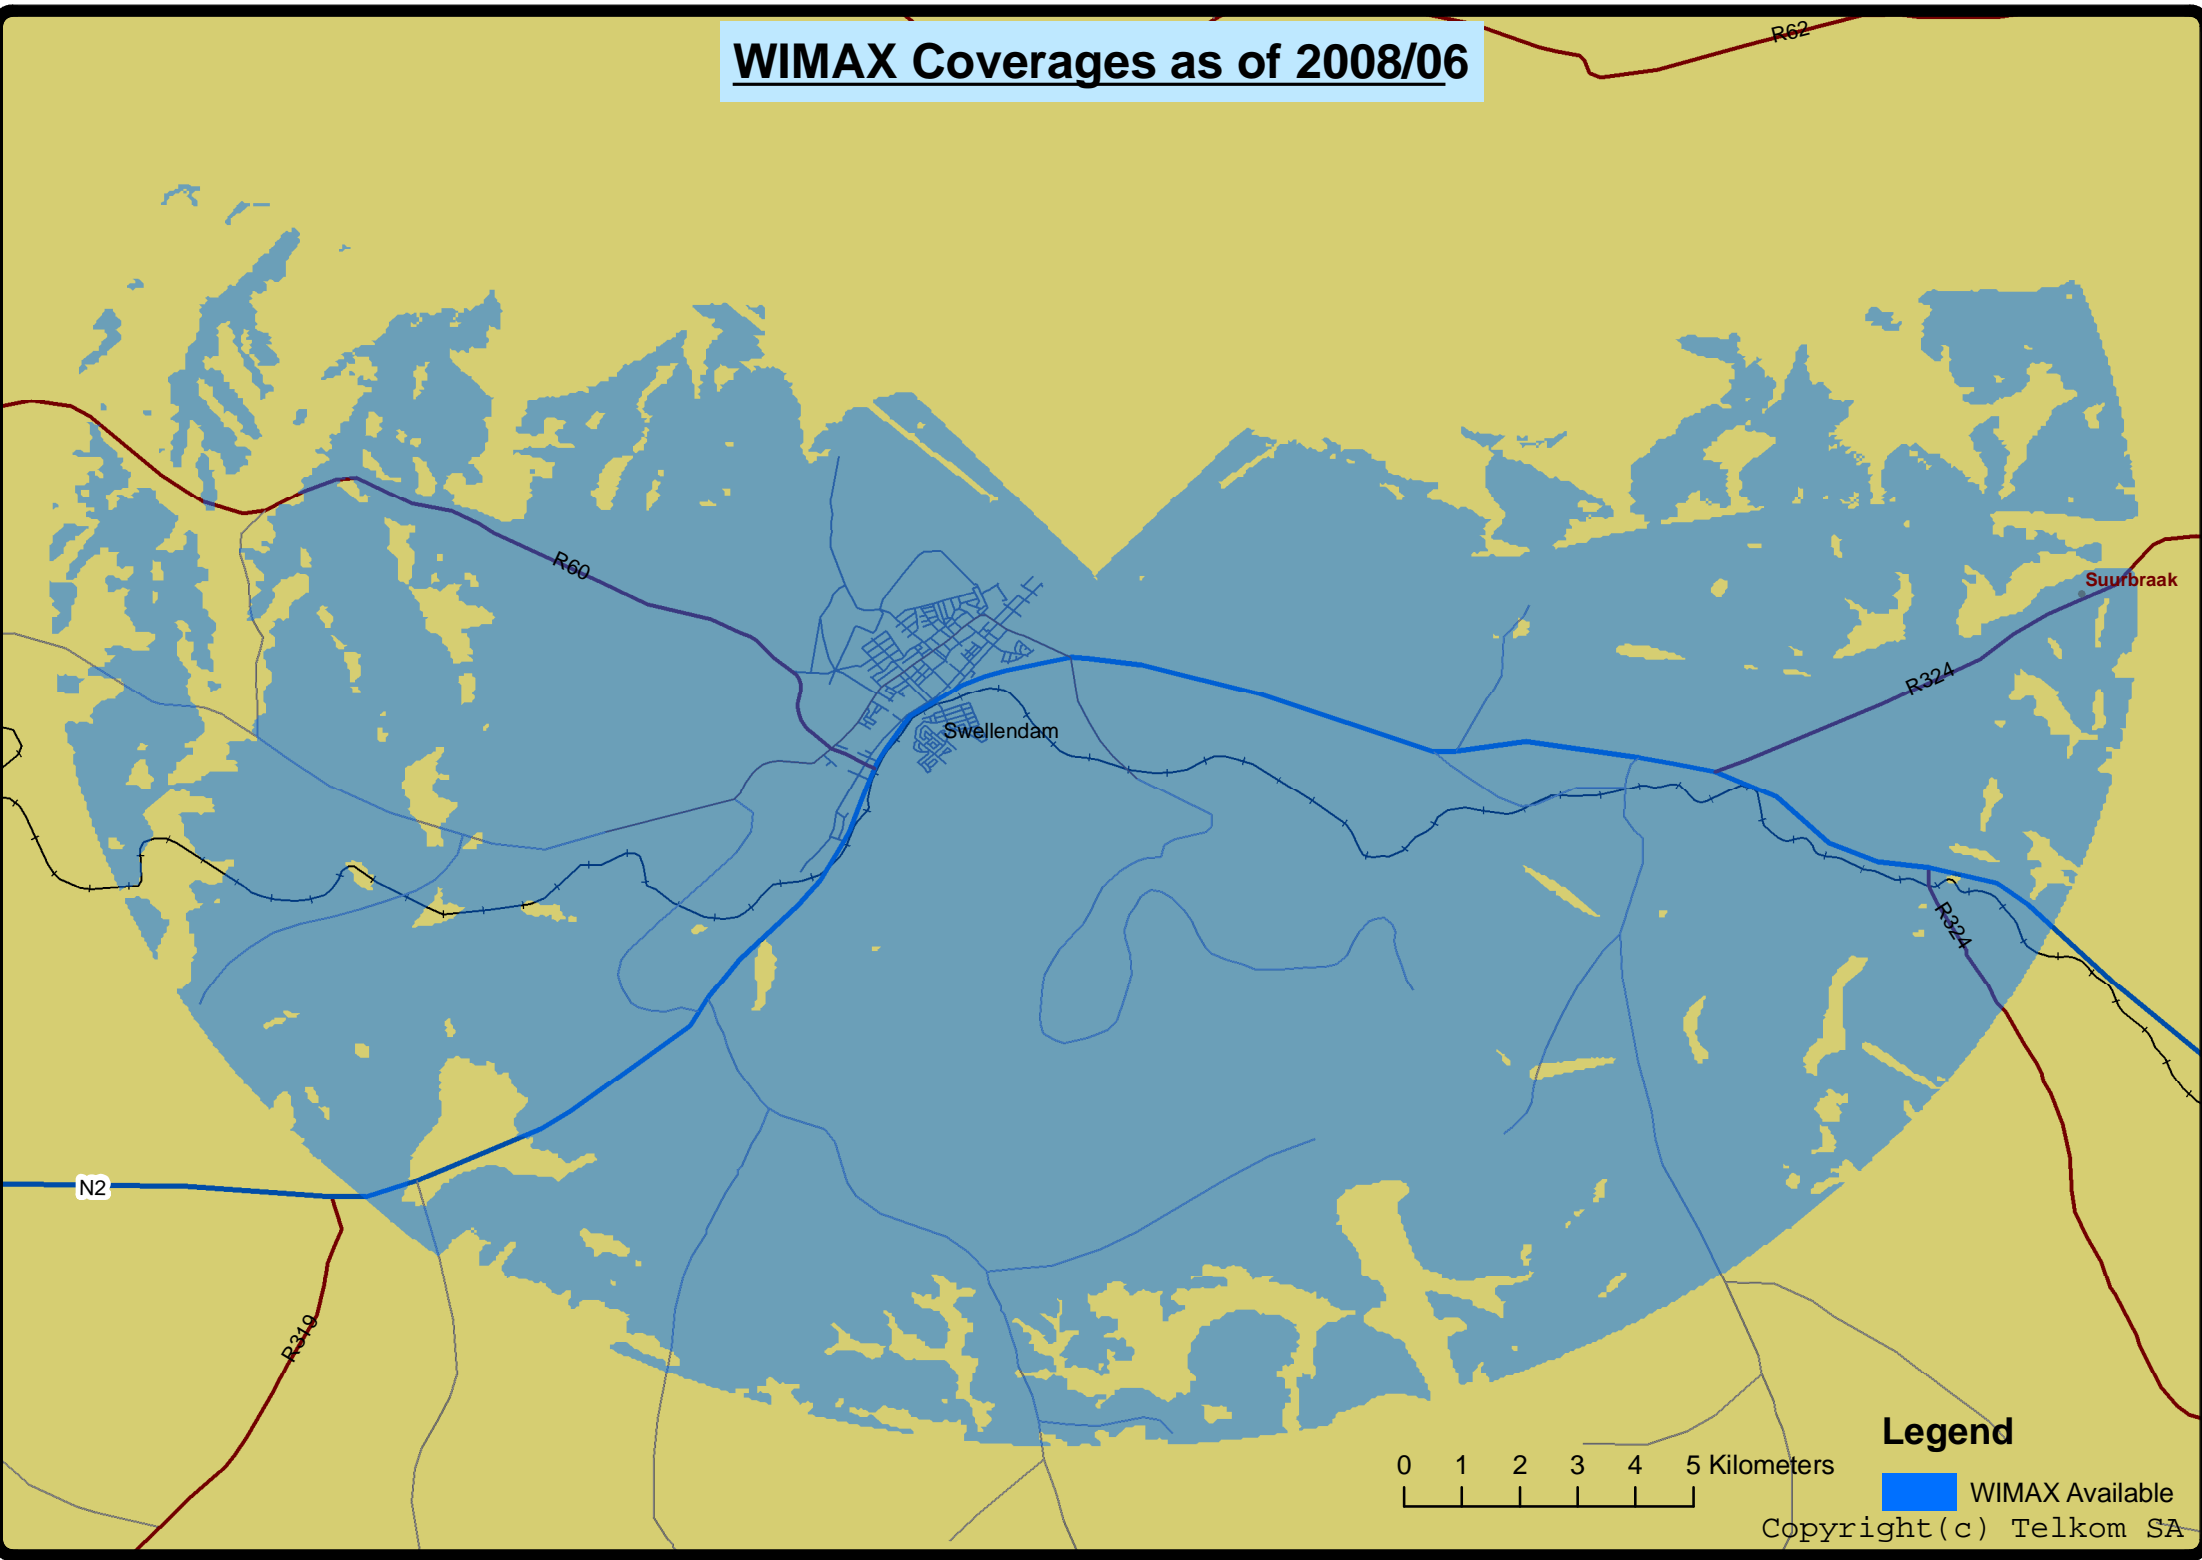 WIMAX Coverages as of 2008/06
R62
R60
Suurbraak
R324
Swellendam
R324
N2
R319
Legend
0 1 2 3 4 5 Kilometers
WIMAX Available
Copyright(c) Telkom SA